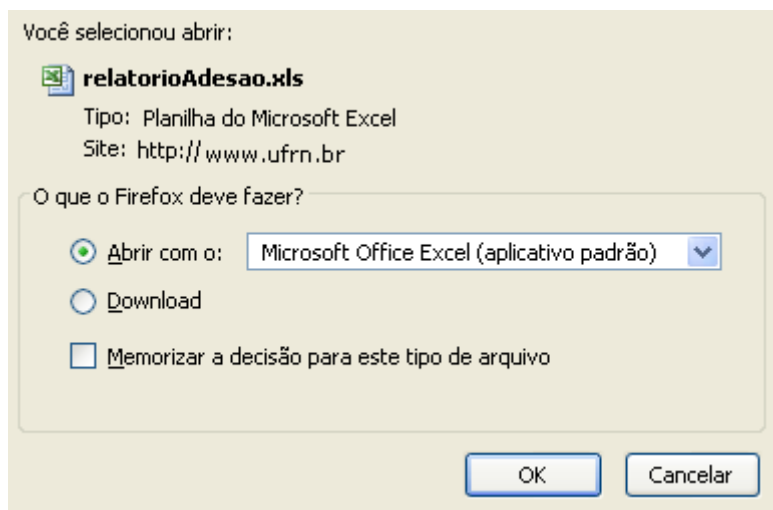 Você selecionou abrir:
relatorioAdesao.xls
Tipo: Planilha do Microsoft Excel
Site: http://www.ufrn.br
O que o Firefox deve fazer?
Abrir com o: Microsoft Office Excel (aplicativo padrão)
Download
Memorizar a decisão para este tipo de arquivo
OK Cancelar